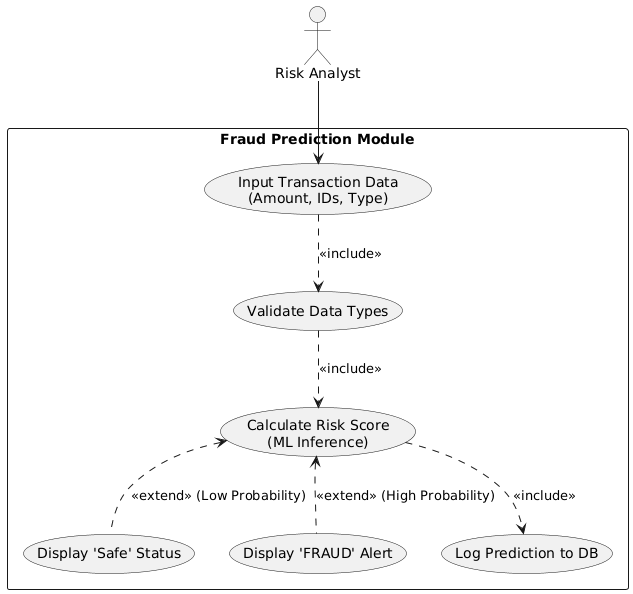 Risk Analyst
Fraud Prediction Module
Input Transaction Data
(Amount, IDs, Type)
«include»
Validate Data Types
«include»
Calculate Risk Score
(ML Inference)
«extend» (Low Probability)
«extend» (High Probability)
«include»
Display 'Safe' Status
Display 'FRAUD' Alert
Log Prediction to DB